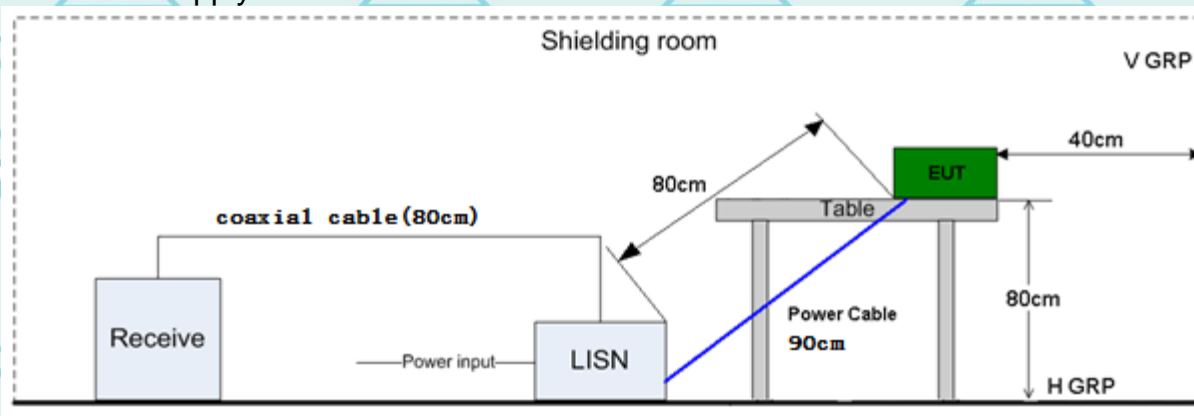 Shielding room
V GRP
40cm
EUT
80cm
Table
coaxial cable(80cm)
80cm
Power Cable
90cm
Receive
Power input
LISN
H GRP